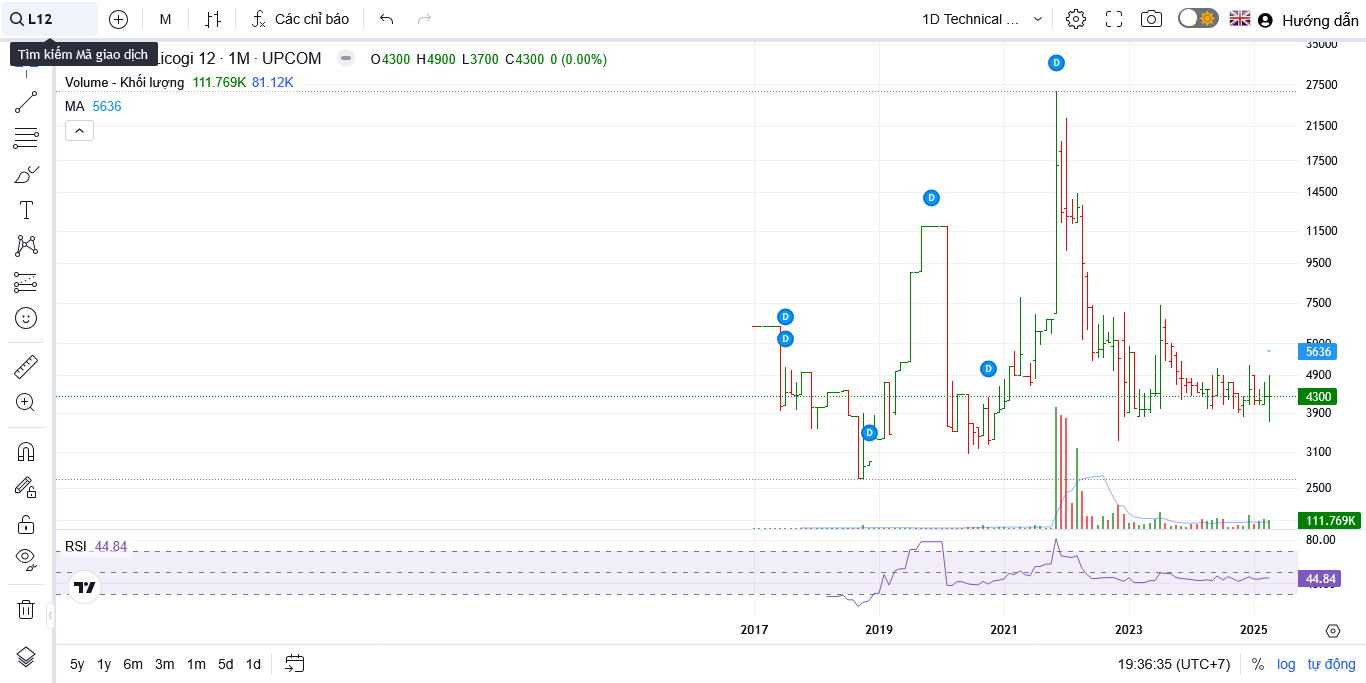 L12
M
Các chỉ báo
1D Technical ...
Hướng dẫn
Tìm kiếm Mã giao dịch
Licogi 12 · 1M · UPCOM
O4300 H4900 L3700 C4300 0 (0.00%)
Volume - Khối lượng 111.769K 81.12K
MA 5636
35000
27500
21500
17500
14500
11500
9500
7500
5636
4900
4300
3900
3100
2500
111.769K
D
D
D
D
D
D
D
RSI 44.84
80.00
44.84
2017 2019 2021 2023 2025
5y 1y 6m 3m 1m 5d 1d
19:36:35 (UTC+7) % log tự động